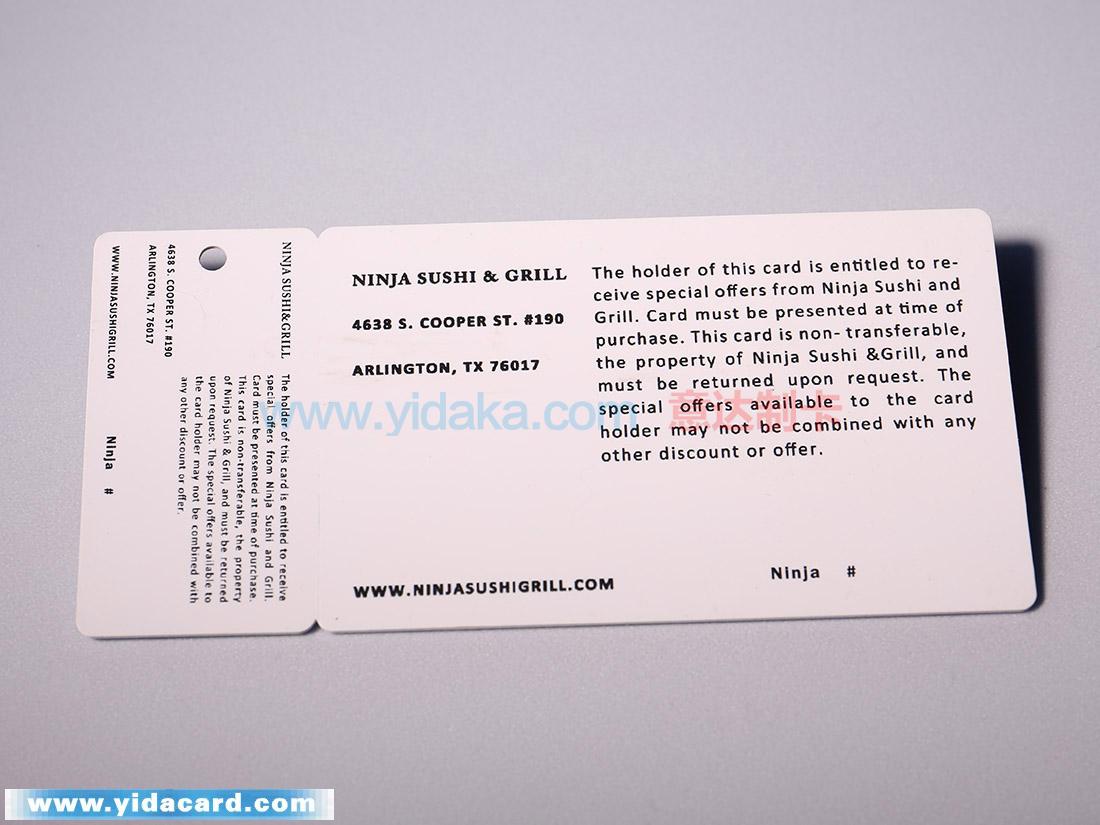 NINJA SUSHI&GRILL
4638 S. COOPER ST. #190
ARLINGTON, TX 76017
WWW.NINJASUSHIGRILL.COM
The holder of this card is entitled to receive
special offers from Ninja Sushi and Grill.
Card must be presented at time of purchase.
This card is non-transferable, the property
of Ninja Sushi & Grill, and must be returned
upon request. The special offers available to
the card holder may not be combined with
any other discount or offer.
Ninja #
NINJA SUSHI & GRILL
4638 S. COOPER ST. #190
ARLINGTON, TX 76017
The holder of this card is entitled to re-
ceive special offers from Ninja Sushi and
Grill. Card must be presented at time of
purchase. This card is non- transferable,
the property of Ninja Sushi &Grill, and
must be returned upon request. The
special offers available to the card
holder may not be combined with any
other discount or offer.
WWW.NINJASUSHIGRILL.COM
Ninja #
www.yidaka.com 意达制卡
www.yidacard.com